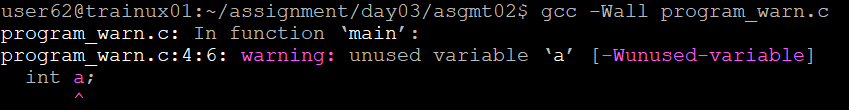 user62@trainux01:~/assignment/day03/asgmt02$ gcc -Wall program_warn.c
program_warn.c: In function ‘main’:
program_warn.c:4:6: warning: unused variable ‘a’ [-Wunused-variable]
  int a;
      ^